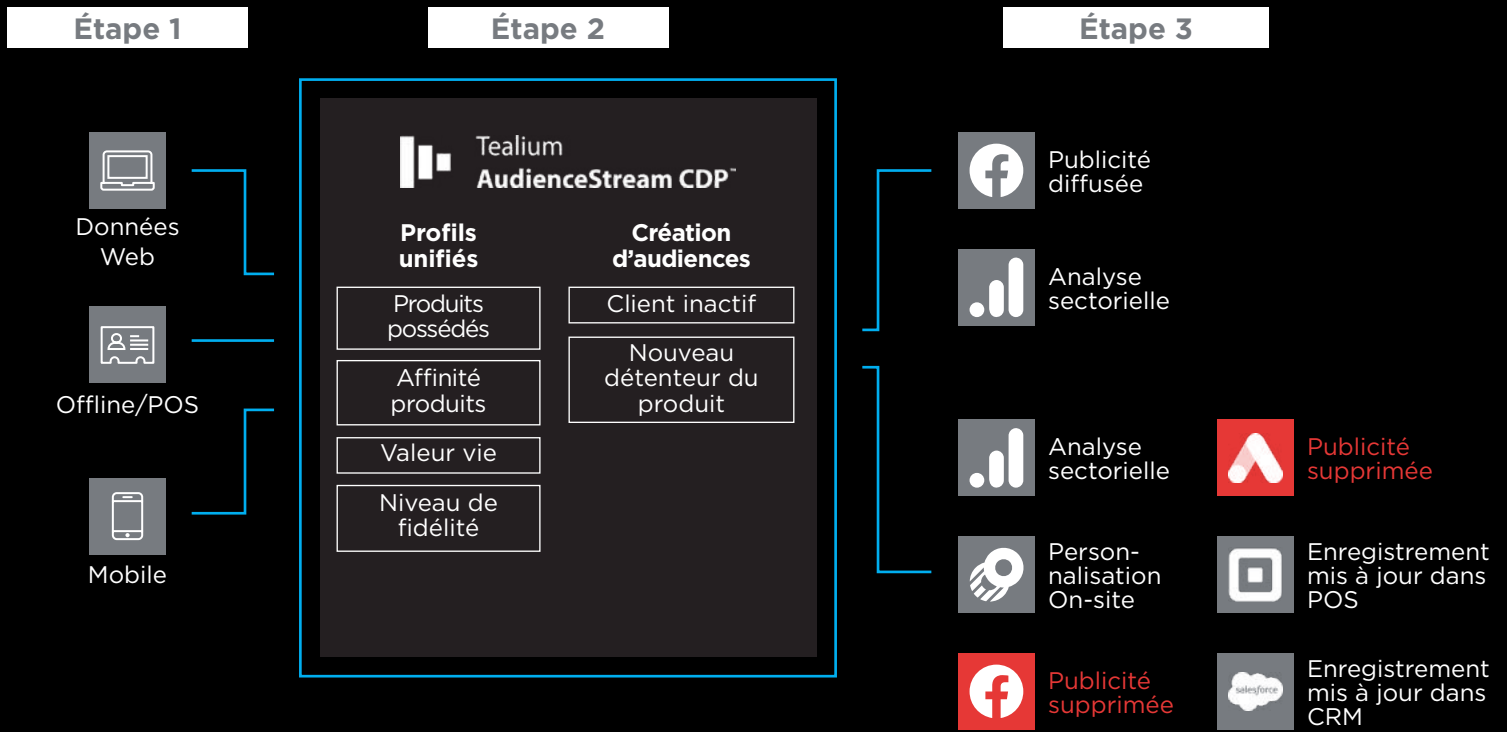 Étape 1
Étape 2
Étape 3
Données
Web
Offline/POS
Mobile
Tealium
AudienceStream CDP™
Profils
unifiés
Produits
possédés
Affinité
produits
Valeur vie
Niveau de
fidélité
Création
d'audiences
Client inactif
Nouveau
détenteur du
produit
Publicité
diffusée
Analyse
sectorielle
Analyse
sectorielle
Publicité
supprimée
Person-
nalisation
On-site
Enregistrement
mis à jour dans
POS
Publicité
supprimée
salesforce
Enregistrement
mis à jour dans
CRM